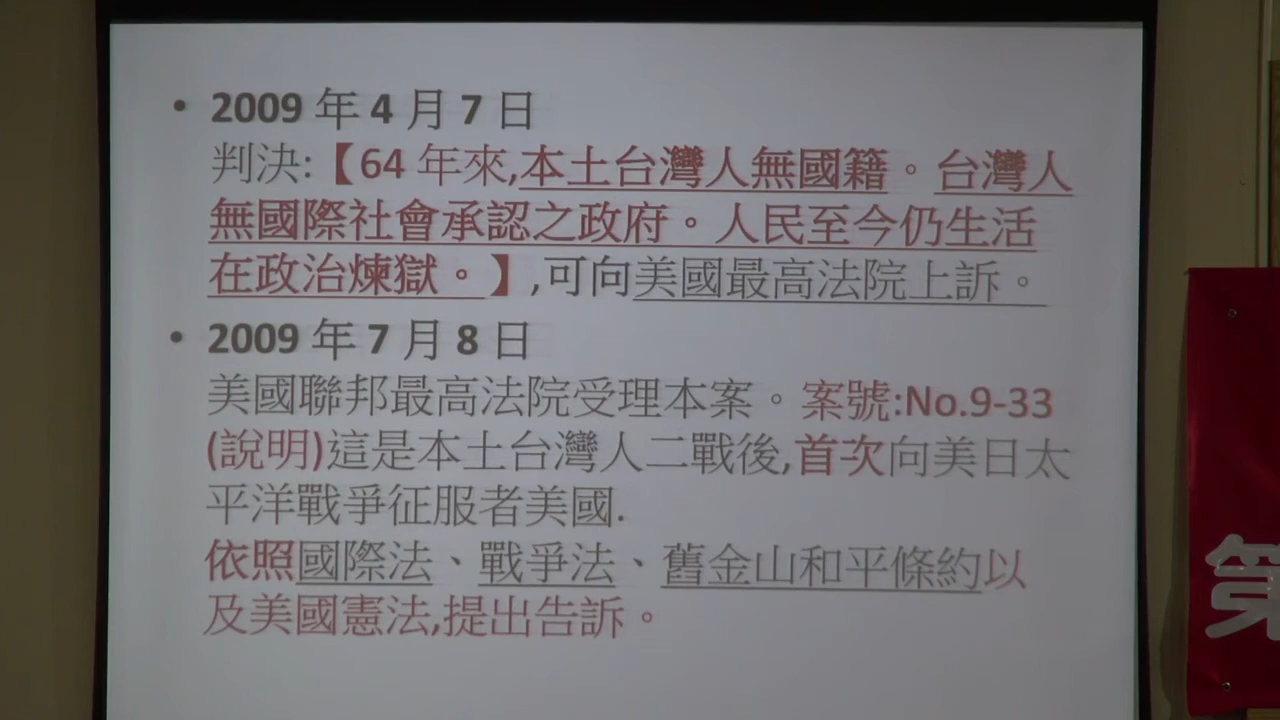 • 2009 年 4 月 7 日
判決:【64 年來,本土台灣人無國籍。台灣人
無國際社會承認之政府。人民至今仍生活
在政治煉獄。】,可向美國最高法院上訴。
• 2009 年 7 月 8 日
美國聯邦最高法院受理本案。案號:No.9-33
(說明)這是本土台灣人二戰後,首次向美日太
平洋戰爭征服者美國.
依照國際法、戰爭法、舊金山和平條約以
及美國憲法,提出告訴。
第